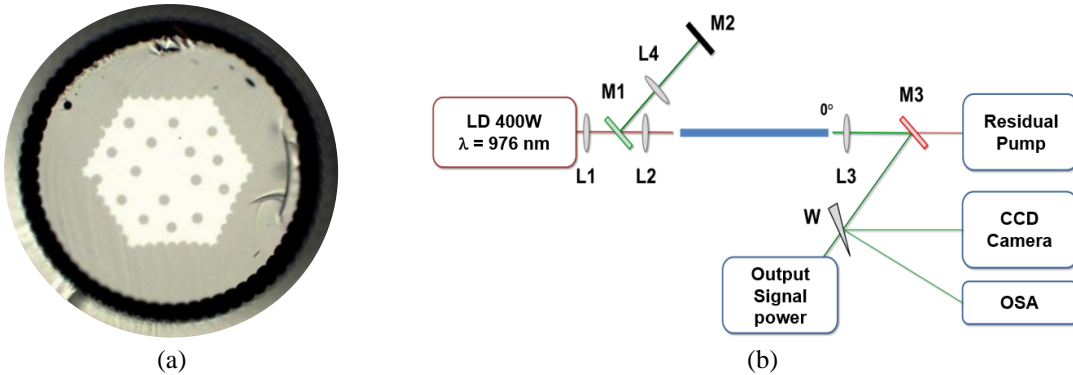 M2
L4
M1
LD 400W
λ = 976 nm
L1
L2
0°
L3
M3
Residual
Pump
W
CCD
Camera
Output
Signal
power
OSA
(a)
(b)